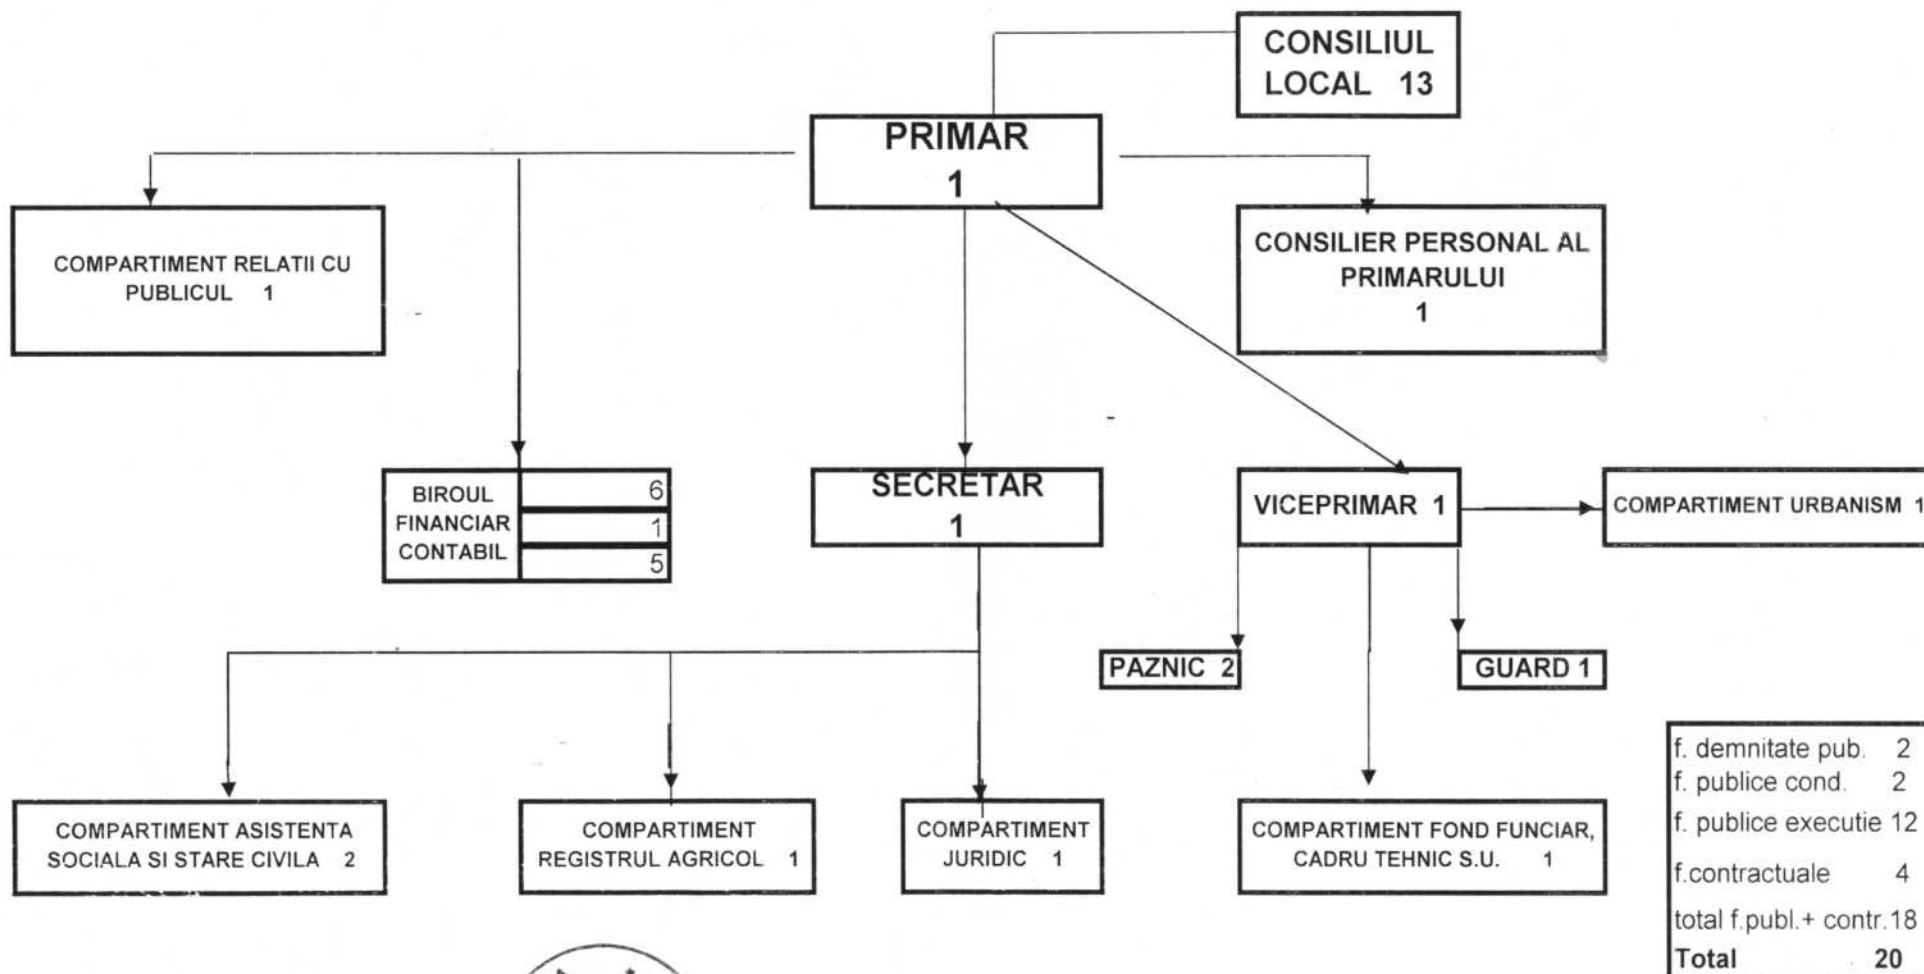 CONSILIUL
LOCAL 13
PRIMAR
1
COMPARTIMENT RELATII CU
PUBLICUL 1
CONSILIER PERSONAL AL
PRIMARULUI
1
BIROUL
FINANCIAR
CONTABIL
6
1
5
SECRETAR
1
VICEPRIMAR 1
COMPARTIMENT URBANISM 1
PAZNIC 2
GUARD 1
COMPARTIMENT ASISTENTA
SOCIALA SI STARE CIVILA 2
COMPARTIMENT
REGISTRUL AGRICOL 1
COMPARTIMENT
JURIDIC 1
COMPARTIMENT FOND FUNCIAR,
CADRU TEHNIC S.U. 1
f. demnitate pub. 2
f. publice cond. 2
f. publice executie 12
f.contractuale 4
total f.publ.+ contr.18
Total 20